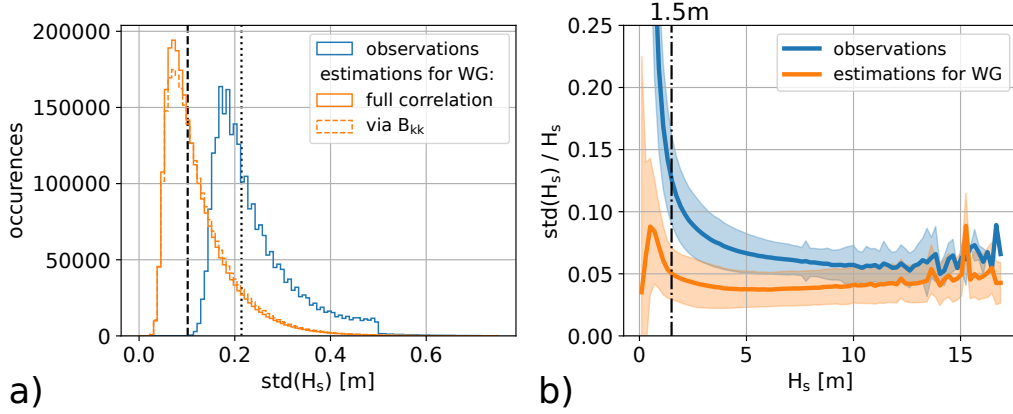 200000
150000
100000
50000
0
occurences
observations
estimations for WG:
full correlation
via B_kk
0.0 0.2 0.4 0.6
std(H_s) [m]
a)
1.5m
0.25
0.20
0.15
0.10
0.05
0.00
std(H_s) / H_s
observations
estimations for WG
0 5 10 15
H_s [m]
b)